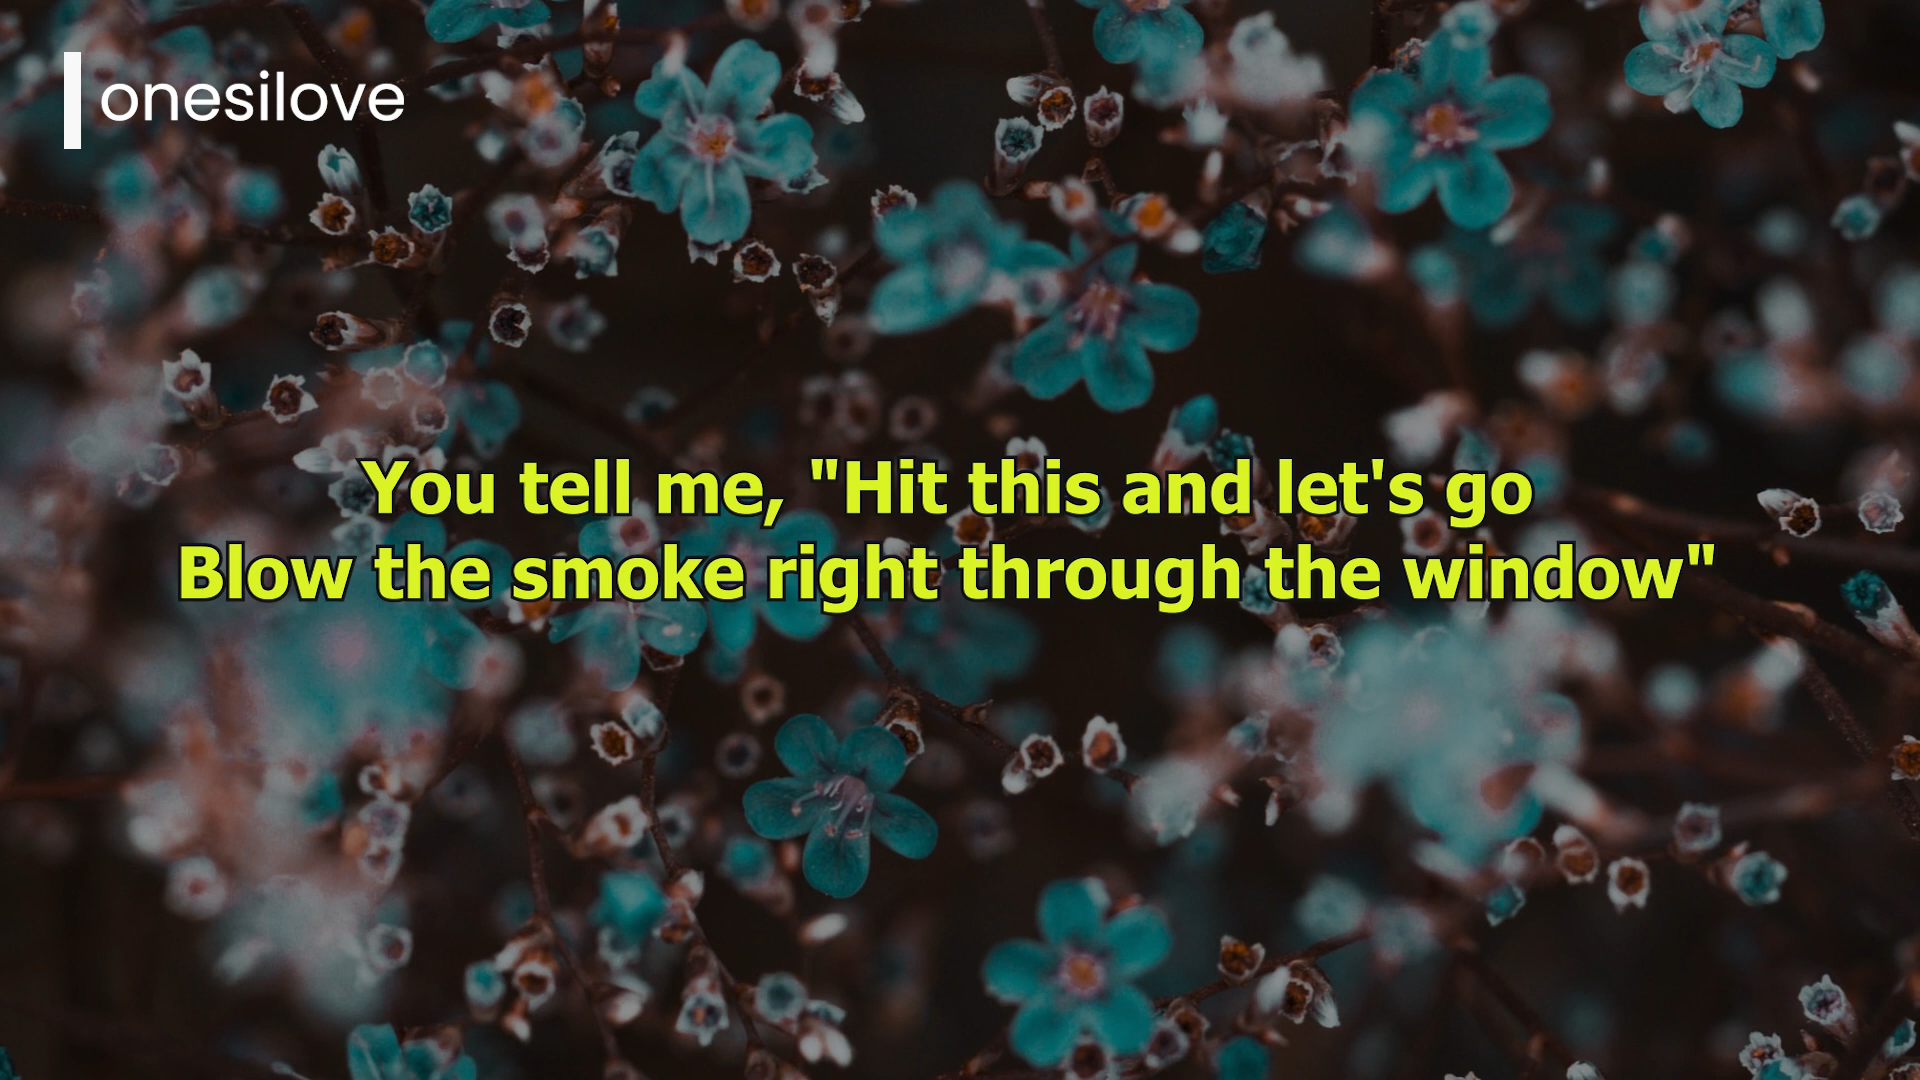 onesilove
You tell me, "Hit this and let's go
Blow the smoke right through the window"